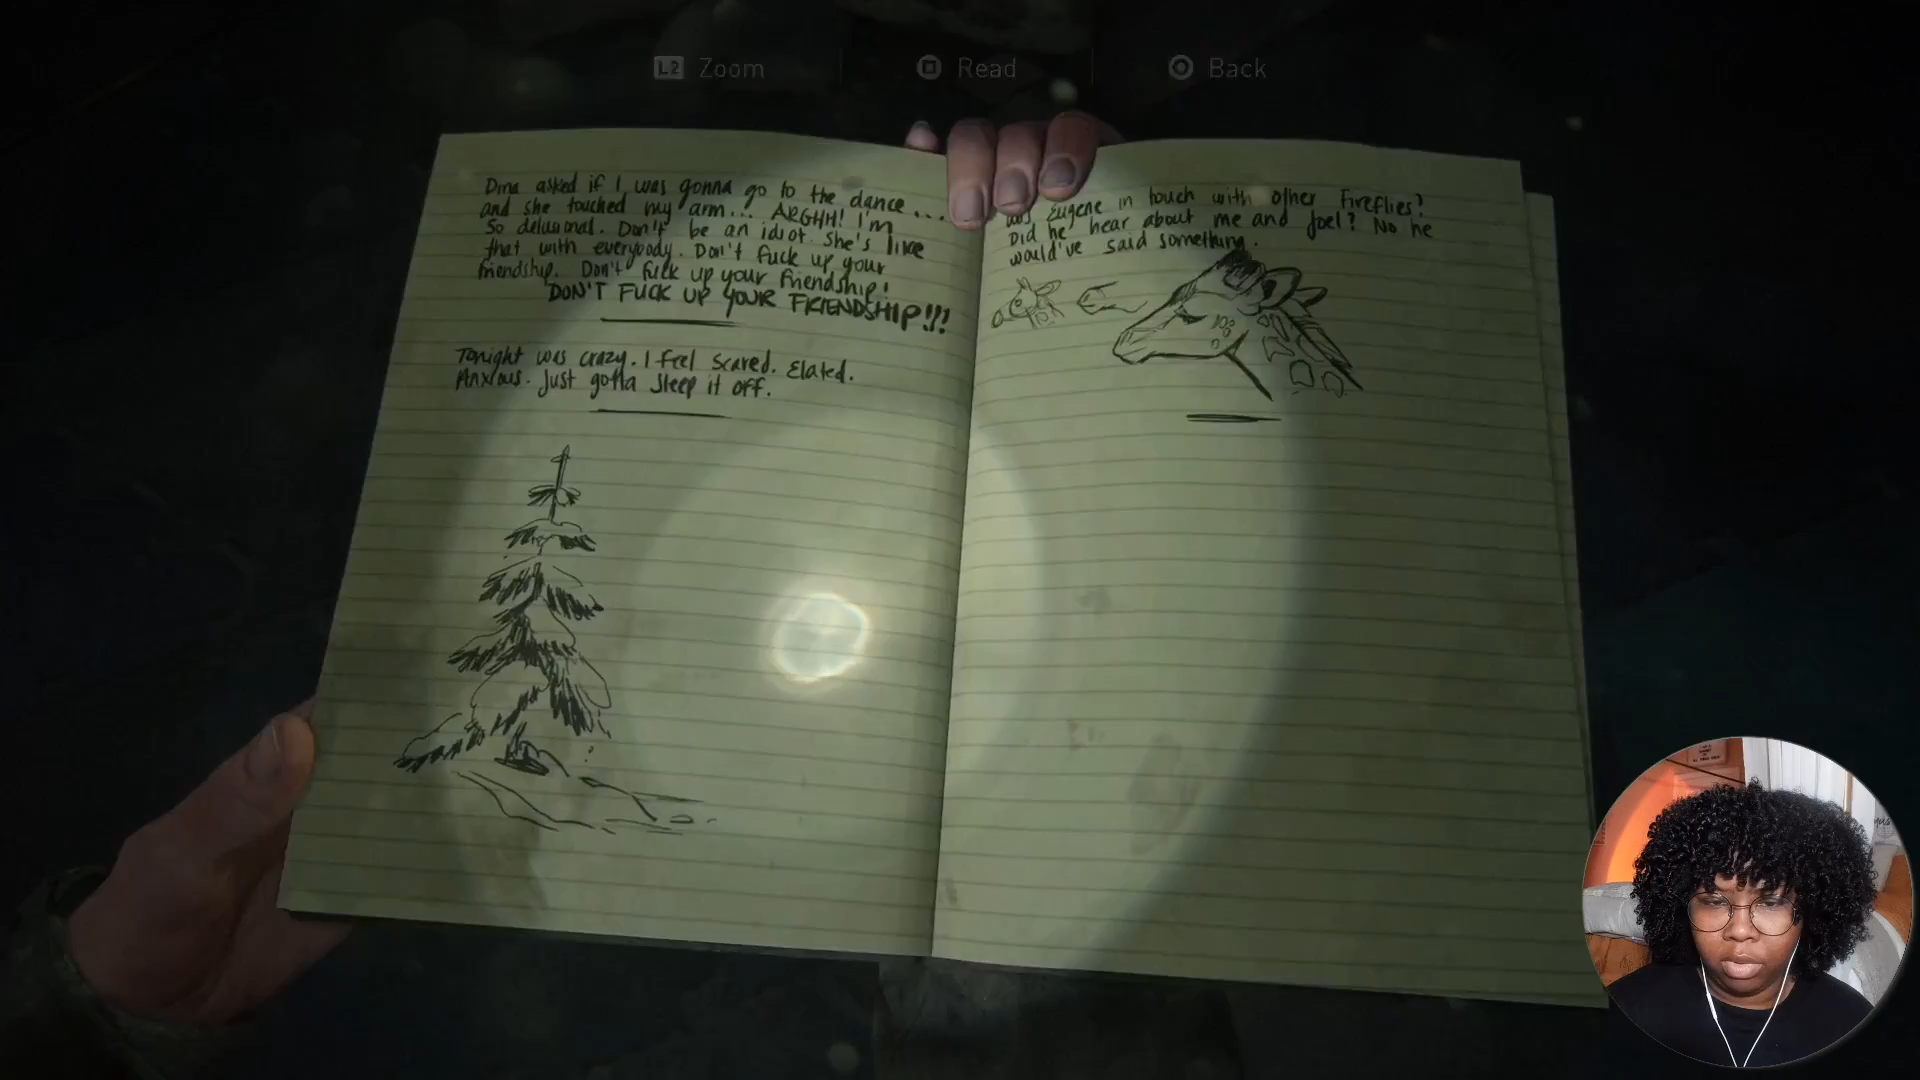 L2 Zoom
Read
Back
Dina asked if I was gonna go to the dance...
and she touched my arm... ARGHH! I'm
so delusional. Don't be an idiot. She's like
that with everybody. Don't fuck up your
friendship. Don't fuck up your friendship!
DON'T FUCK UP YOUR FRIENDSHIP!!!
Tonight was crazy. I feel scared. Elated.
Anxious. Just gotta sleep it off.
Was Eugene in touch with other Fireflies?
Did he hear about me and Joel? No he
would've said something.